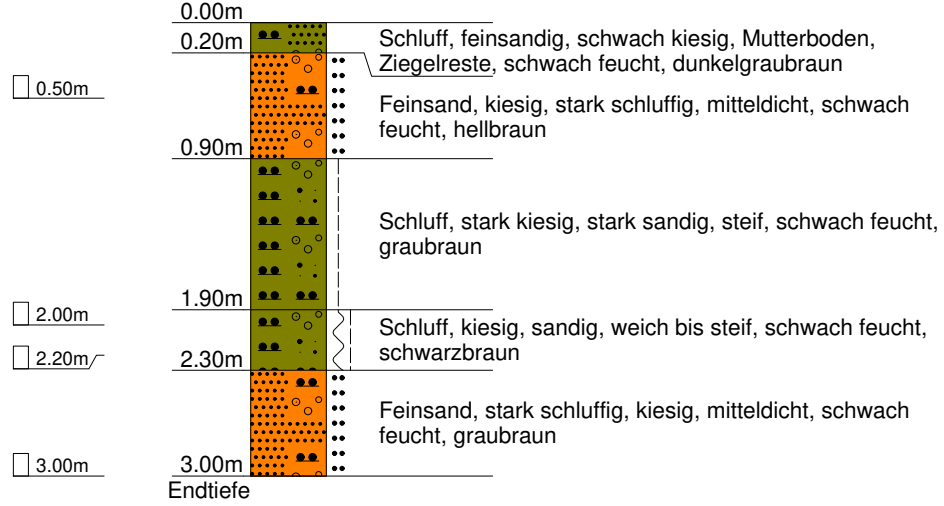 0.00m
0.20m
Schluff, feinsandig, schwach kiesig, Mutterboden,
Ziegelreste, schwach feucht, dunkelgraubraun
0.50m
Feinsand, kiesig, stark schluffig, mitteldicht, schwach
feucht, hellbraun
0.90m
Schluff, stark kiesig, stark sandig, steif, schwach feucht,
graubraun
1.90m
2.00m
Schluff, kiesig, sandig, weich bis steif, schwach feucht,
schwarzbraun
2.20m
2.30m
Feinsand, stark schluffig, kiesig, mitteldicht, schwach
feucht, graubraun
3.00m
3.00m
Endtiefe